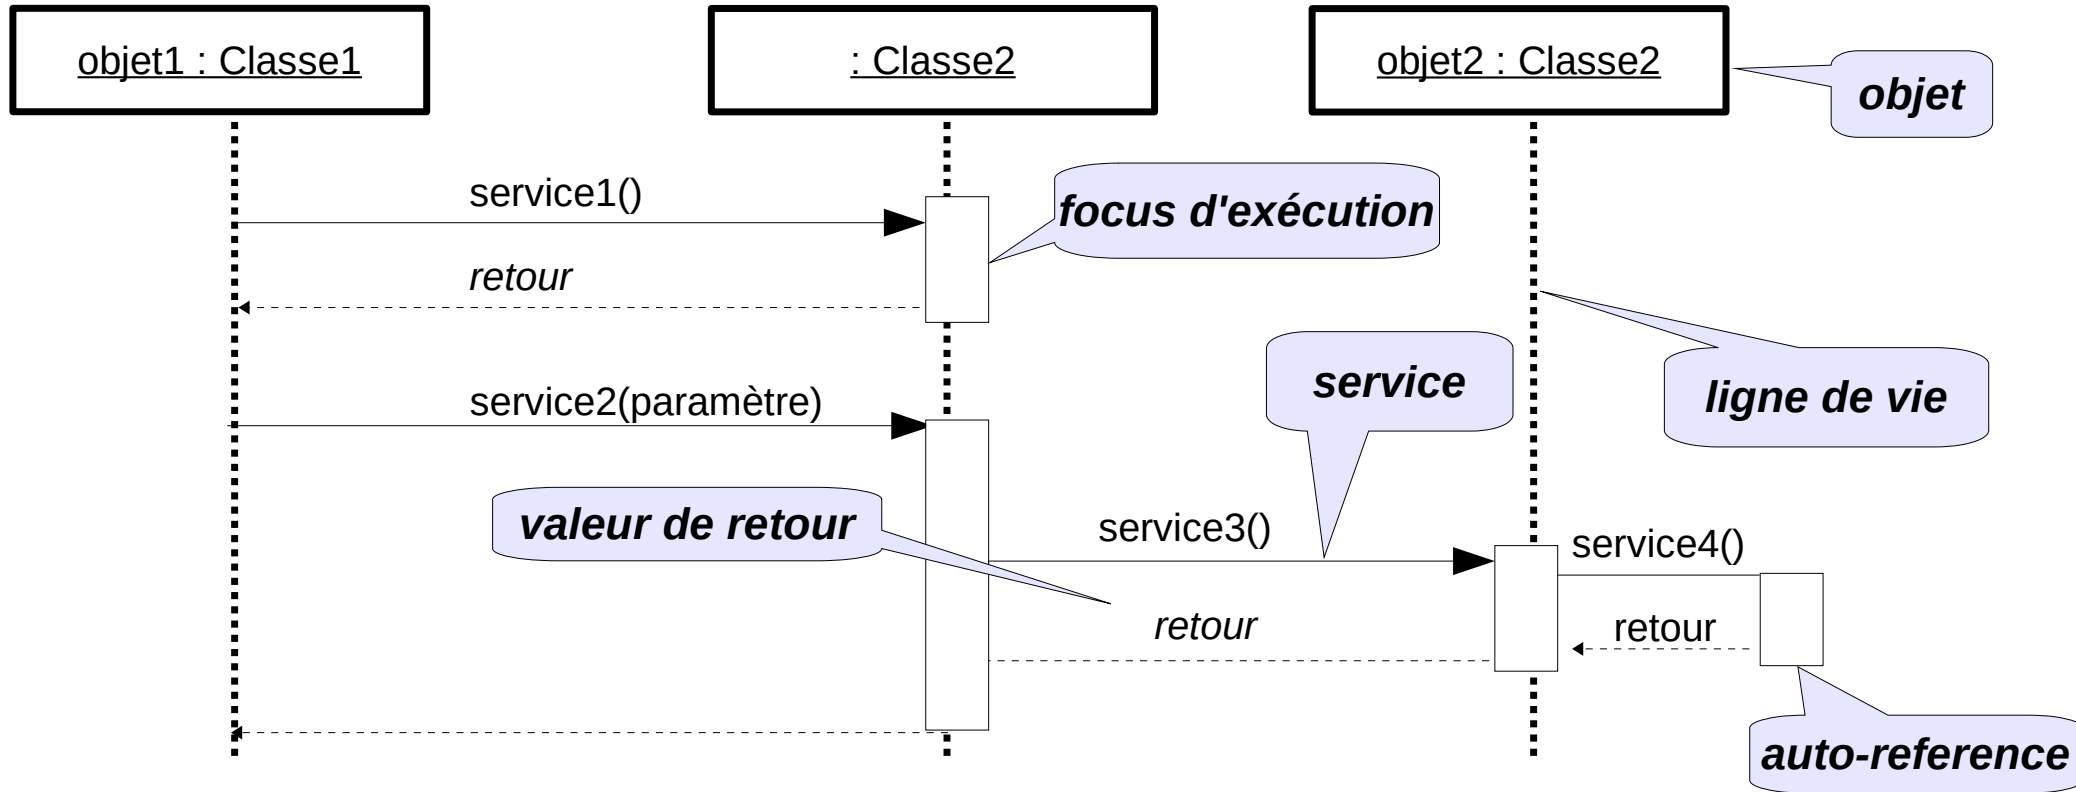 objet1 : Classe1
: Classe2
objet2 : Classe2
objet
service1()
focus d'exécution
retour
service
ligne de vie
service2(paramètre)
valeur de retour
service3()
service4()
retour
retour
auto-reference